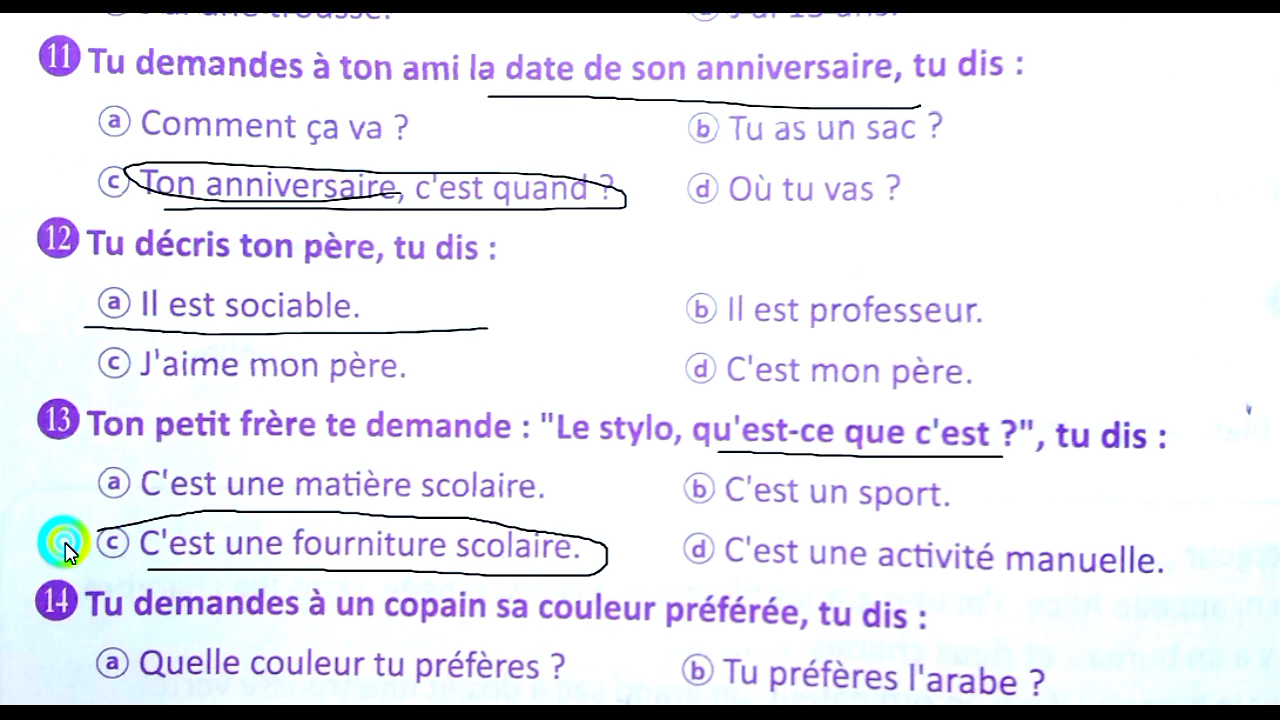 11 Tu demandes à ton ami la date de son anniversaire, tu dis :
a Comment ça va ? b Tu as un sac ?
c Ton anniversaire, c'est quand ? d Où tu vas ?
12 Tu décris ton père, tu dis :
a Il est sociable. b Il est professeur.
c J'aime mon père. d C'est mon père.
13 Ton petit frère te demande : "Le stylo, qu'est-ce que c'est ?", tu dis :
a C'est une matière scolaire. b C'est un sport.
c C'est une fourniture scolaire. d C'est une activité manuelle.
14 Tu demandes à un copain sa couleur préférée, tu dis :
a Quelle couleur tu préfères ? b Tu préfères l'arabe ?